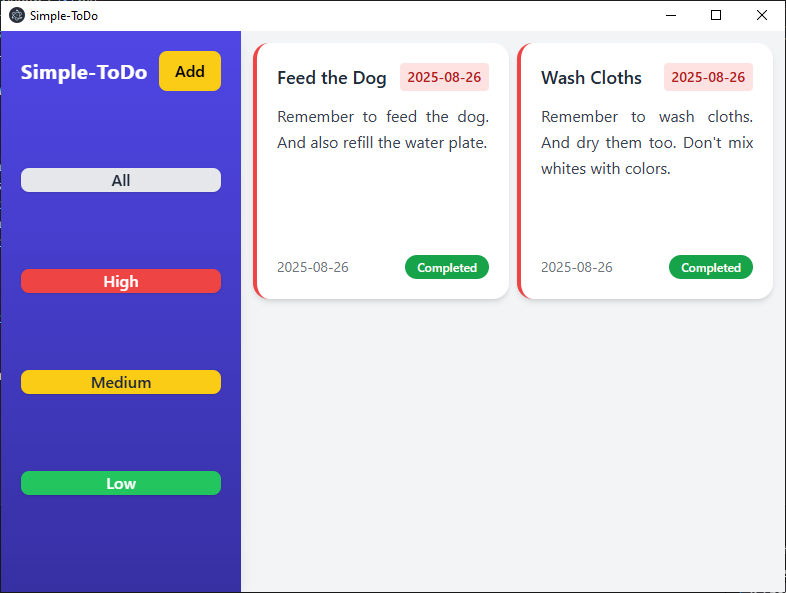 Simple-ToDo
Simple-ToDo
Add
All
High
Medium
Low
Feed the Dog
2025-08-26
Remember to feed the dog.
And also refill the water plate.
2025-08-26
Completed
Wash Cloths
2025-08-26
Remember to wash cloths.
And dry them too. Don't mix
whites with colors.
2025-08-26
Completed